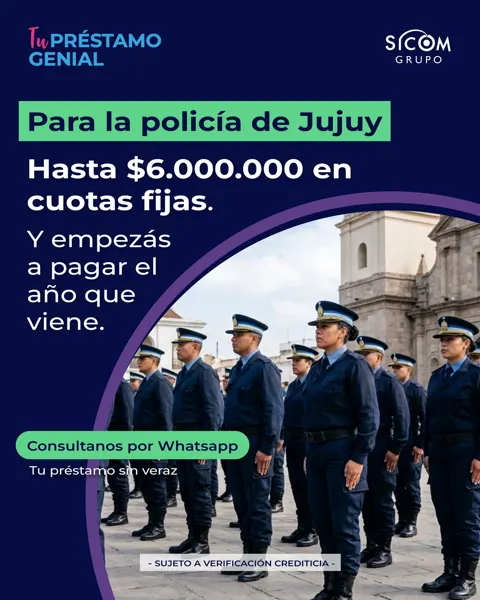 Tu PRÉSTAMO
GENIAL
SICOM
GRUPO
Para la policía de Jujuy
Hasta $6.000.000 en
cuotas fijas.
Y empezás
a pagar el
año que
viene.
Consultanos por Whatsapp
Tu préstamo sin veraz
- SUJETO A VERIFICACIÓN CREDITICIA -